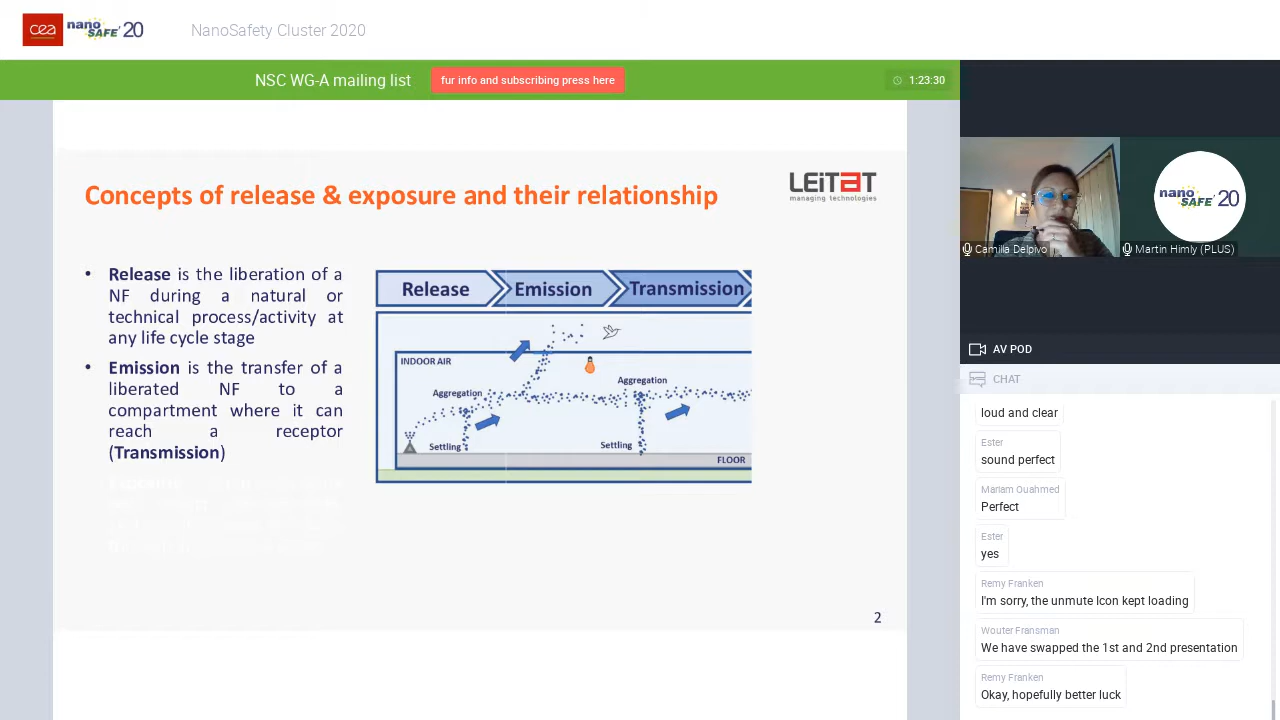 cea nano SAFE' 20
NanoSafety Cluster 2020
NSC WG-A mailing list
fur info and subscribing press here
1:23:30
Concepts of release & exposure and their relationship
LEITAT
managing technologies
• Release is the liberation of a
NF during a natural or
technical process/activity at
any life cycle stage
• Emission is the transfer of a
liberated NF to a
compartment where it can
reach a receptor
(Transmission)
Release Emission Transmission
INDOOR AIR
Aggregation
Aggregation
Settling
Settling
FLOOR
2
nano SAFE' 20
Camilla Delpivo
Martin Himly (PLUS)
AV POD
CHAT
loud and clear
Ester
sound perfect
Mariam Ouahmed
Perfect
Ester
yes
Remy Franken
I'm sorry, the unmute Icon kept loading
Wouter Fransman
We have swapped the 1st and 2nd presentation
Remy Franken
Okay, hopefully better luck